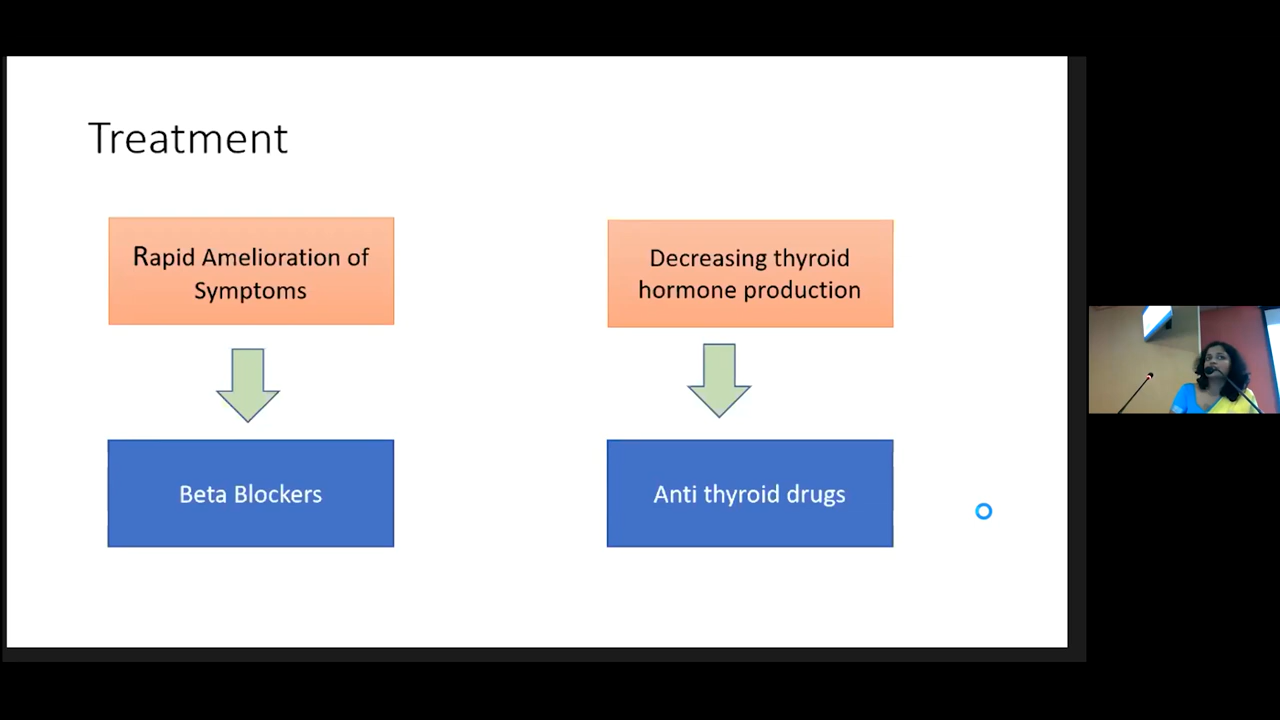 Treatment
Rapid Amelioration of
Symptoms
Decreasing thyroid
hormone production
Beta Blockers
Anti thyroid drugs